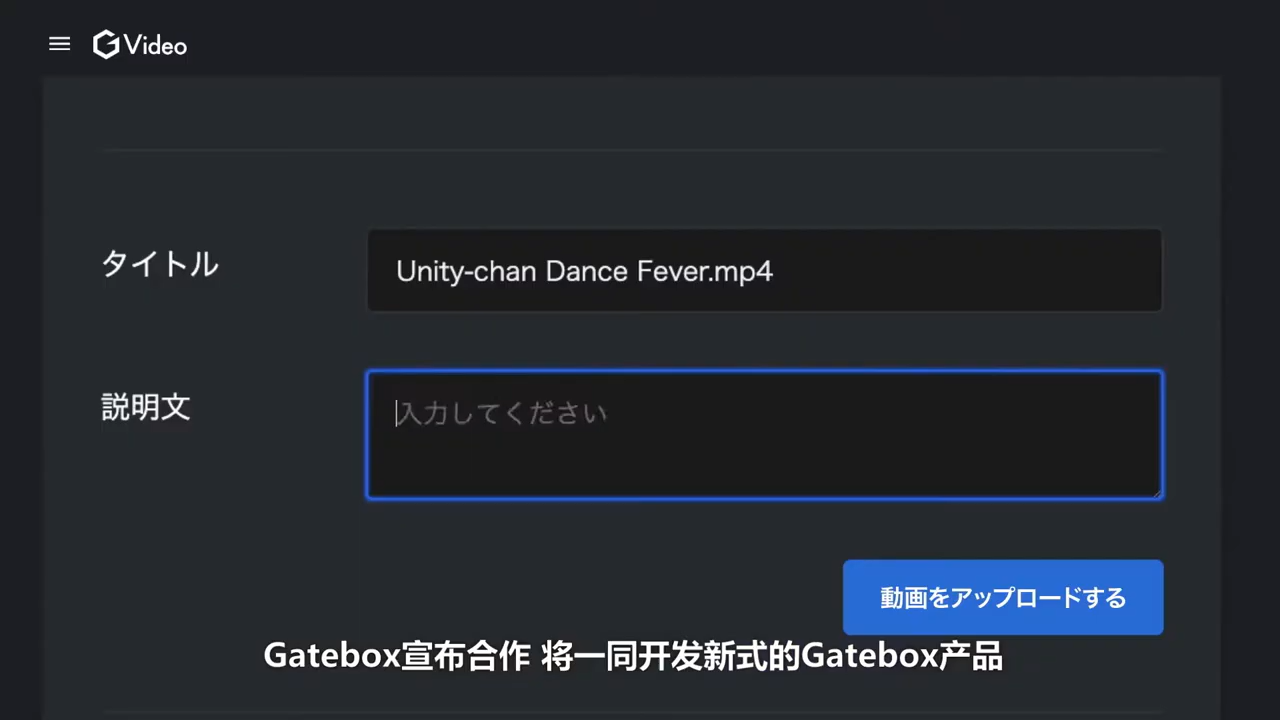 Video
タイトル
Unity-chan Dance Fever.mp4
説明文
入力してください
動画をアップロードする
Gatebox宣布合作 将一同开发新式的Gatebox产品